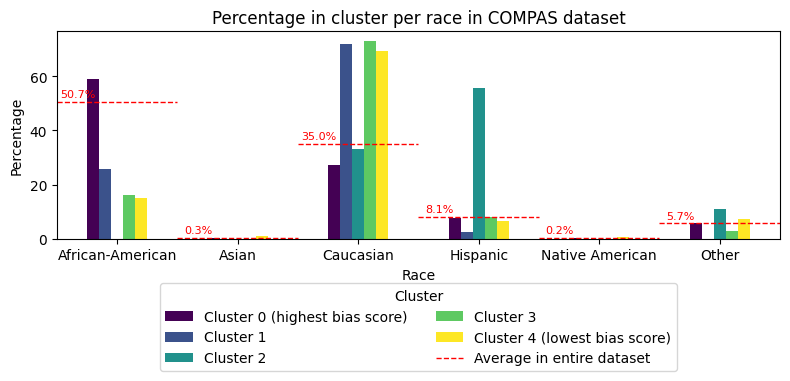 Percentage in cluster per race in COMPAS dataset
Percentage
60
40
20
0
50.7%
0.3%
35.0%
8.1%
0.2%
5.7%
African-American
Asian
Caucasian
Hispanic
Native American
Other
Race
Cluster
Cluster 0 (highest bias score)
Cluster 1
Cluster 2
Cluster 3
Cluster 4 (lowest bias score)
Average in entire dataset